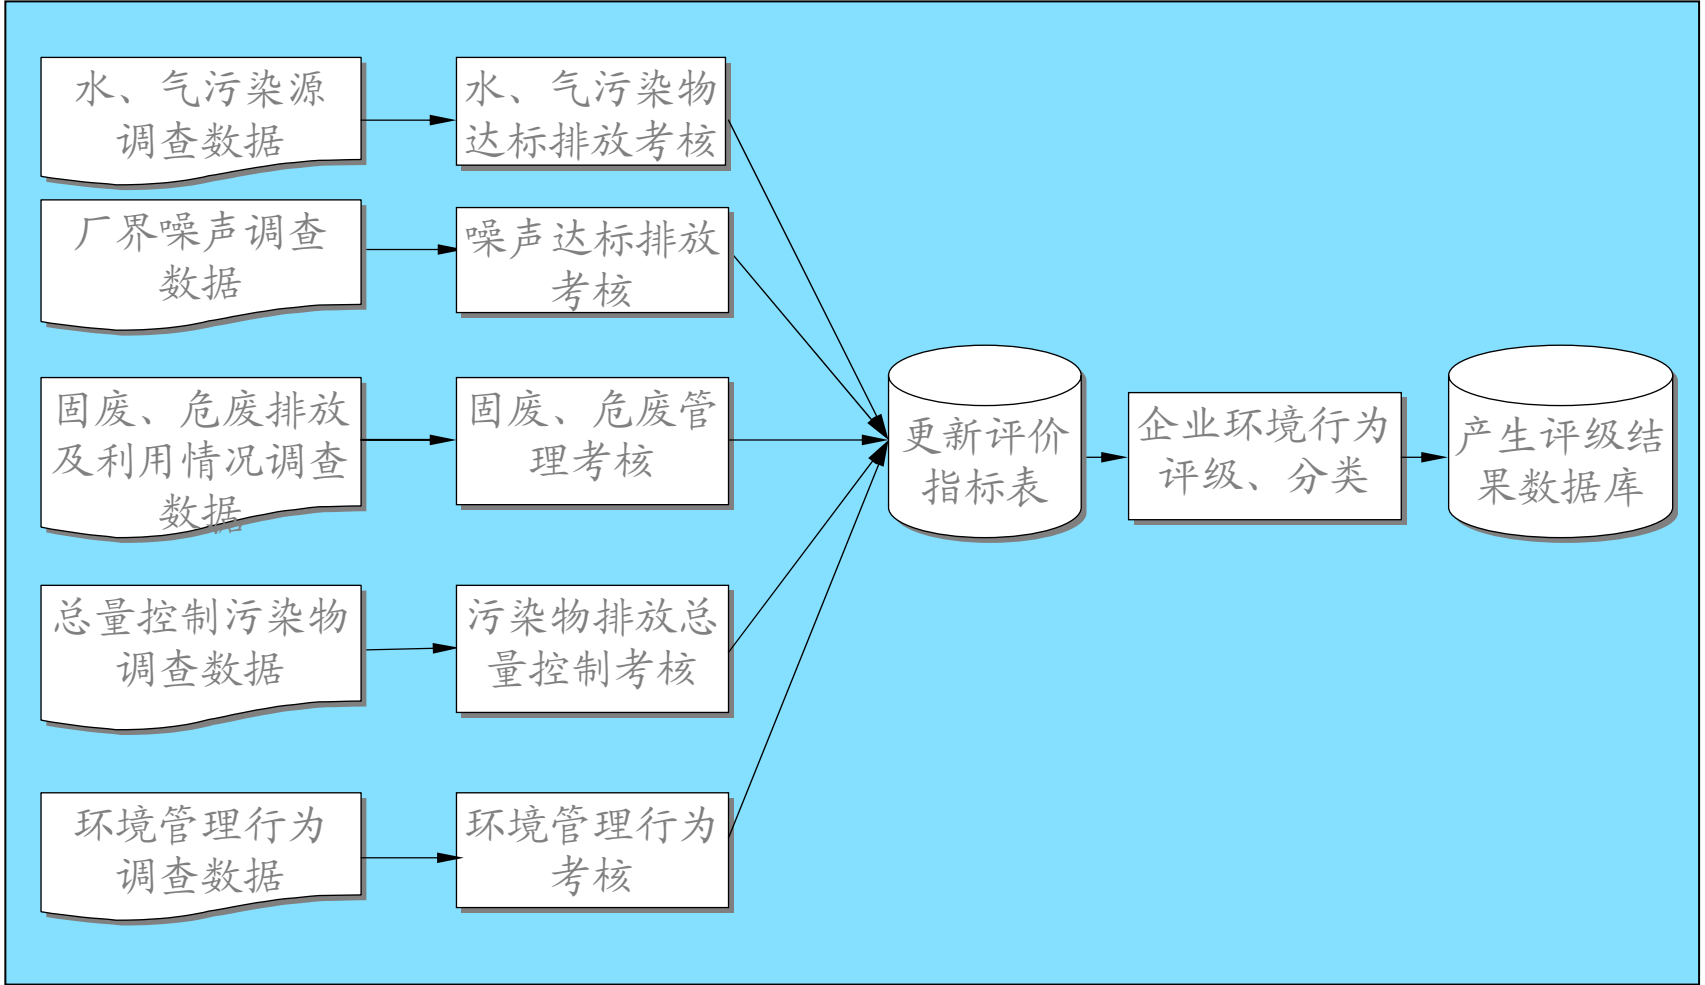 水、气污染源
调查数据
水、气污染物
达标排放考核
厂界噪声调查
数据
噪声达标排放
考核
固废、危废排放
及利用情况调查
数据
固废、危废管
理考核
更新评价
指标表
企业环境行为
评级、分类
产生评级结
果数据库
总量控制污染物
调查数据
污染物排放总
量控制考核
环境管理行为
调查数据
环境管理行为
考核